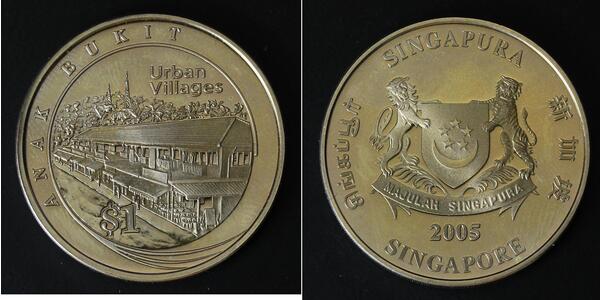 ANAK BUKIT
Urban
Villages
$1
SINGAPURA
சிங்கப்பூர்
新加坡
MAJULAH SINGAPURA
2005
SINGAPORE